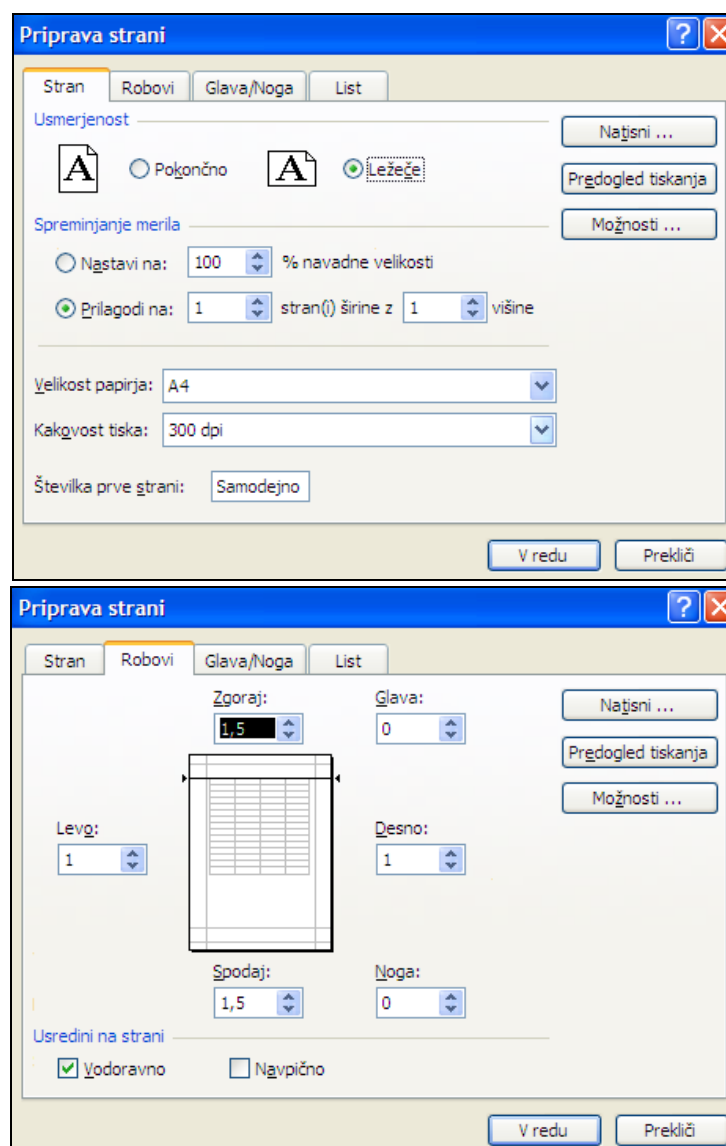 Priprava strani
Stran Robovi Glava/Noga List
Usmerjenost
Natisni ...
A Pokončno A Ležeče
Predogled tiskanja
Spreminjanje merila
Možnosti ...
Nastavi na: 100 % navadne velikosti
Prilagodi na: 1 stran(i) širine z 1 višine
Velikost papirja: A4
Kakovost tiska: 300 dpi
Številka prve strani: Samodejno
V redu Prekliči
Priprava strani
Stran Robovi Glava/Noga List
Zgoraj: Glava:
Natisni ...
1,5 0
Predogled tiskanja
Možnosti ...
Levo: Desno:
1 1
Spodaj: Noga:
1,5 0
Usredini na strani
Vodoravno Navpično
V redu Prekliči